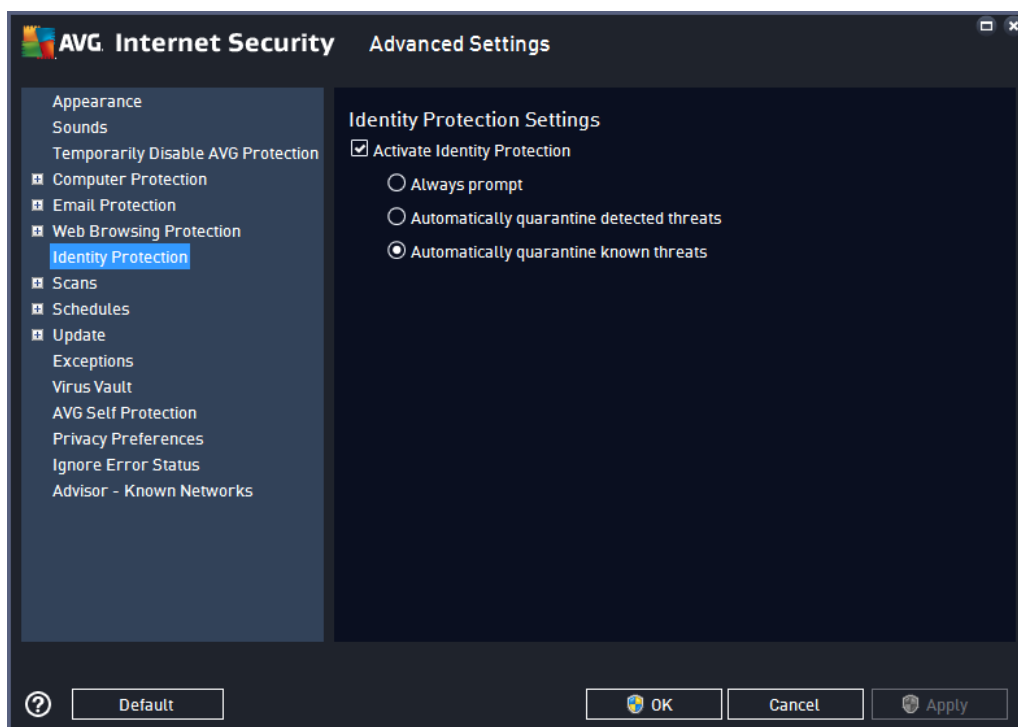 AVG. Internet Security Advanced Settings
Appearance
Sounds
Temporarily Disable AVG Protection
Computer Protection
Email Protection
Web Browsing Protection
Identity Protection
Scans
Schedules
Update
Exceptions
Virus Vault
AVG Self Protection
Privacy Preferences
Ignore Error Status
Advisor - Known Networks
Identity Protection Settings
Activate Identity Protection
Always prompt
Automatically quarantine detected threats
Automatically quarantine known threats
? Default OK Cancel Apply